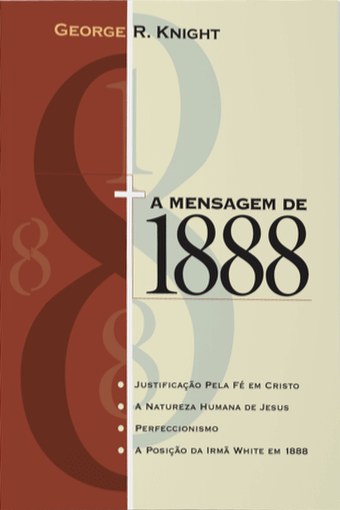 GEORGE R. KNIGHT
A MENSAGEM DE
1888
• JUSTIFICAÇÃO PELA FÉ EM CRISTO
• A NATUREZA HUMANA DE JESUS
• PERFECCIONISMO
• A POSIÇÃO DA IRMÃ WHITE EM 1888